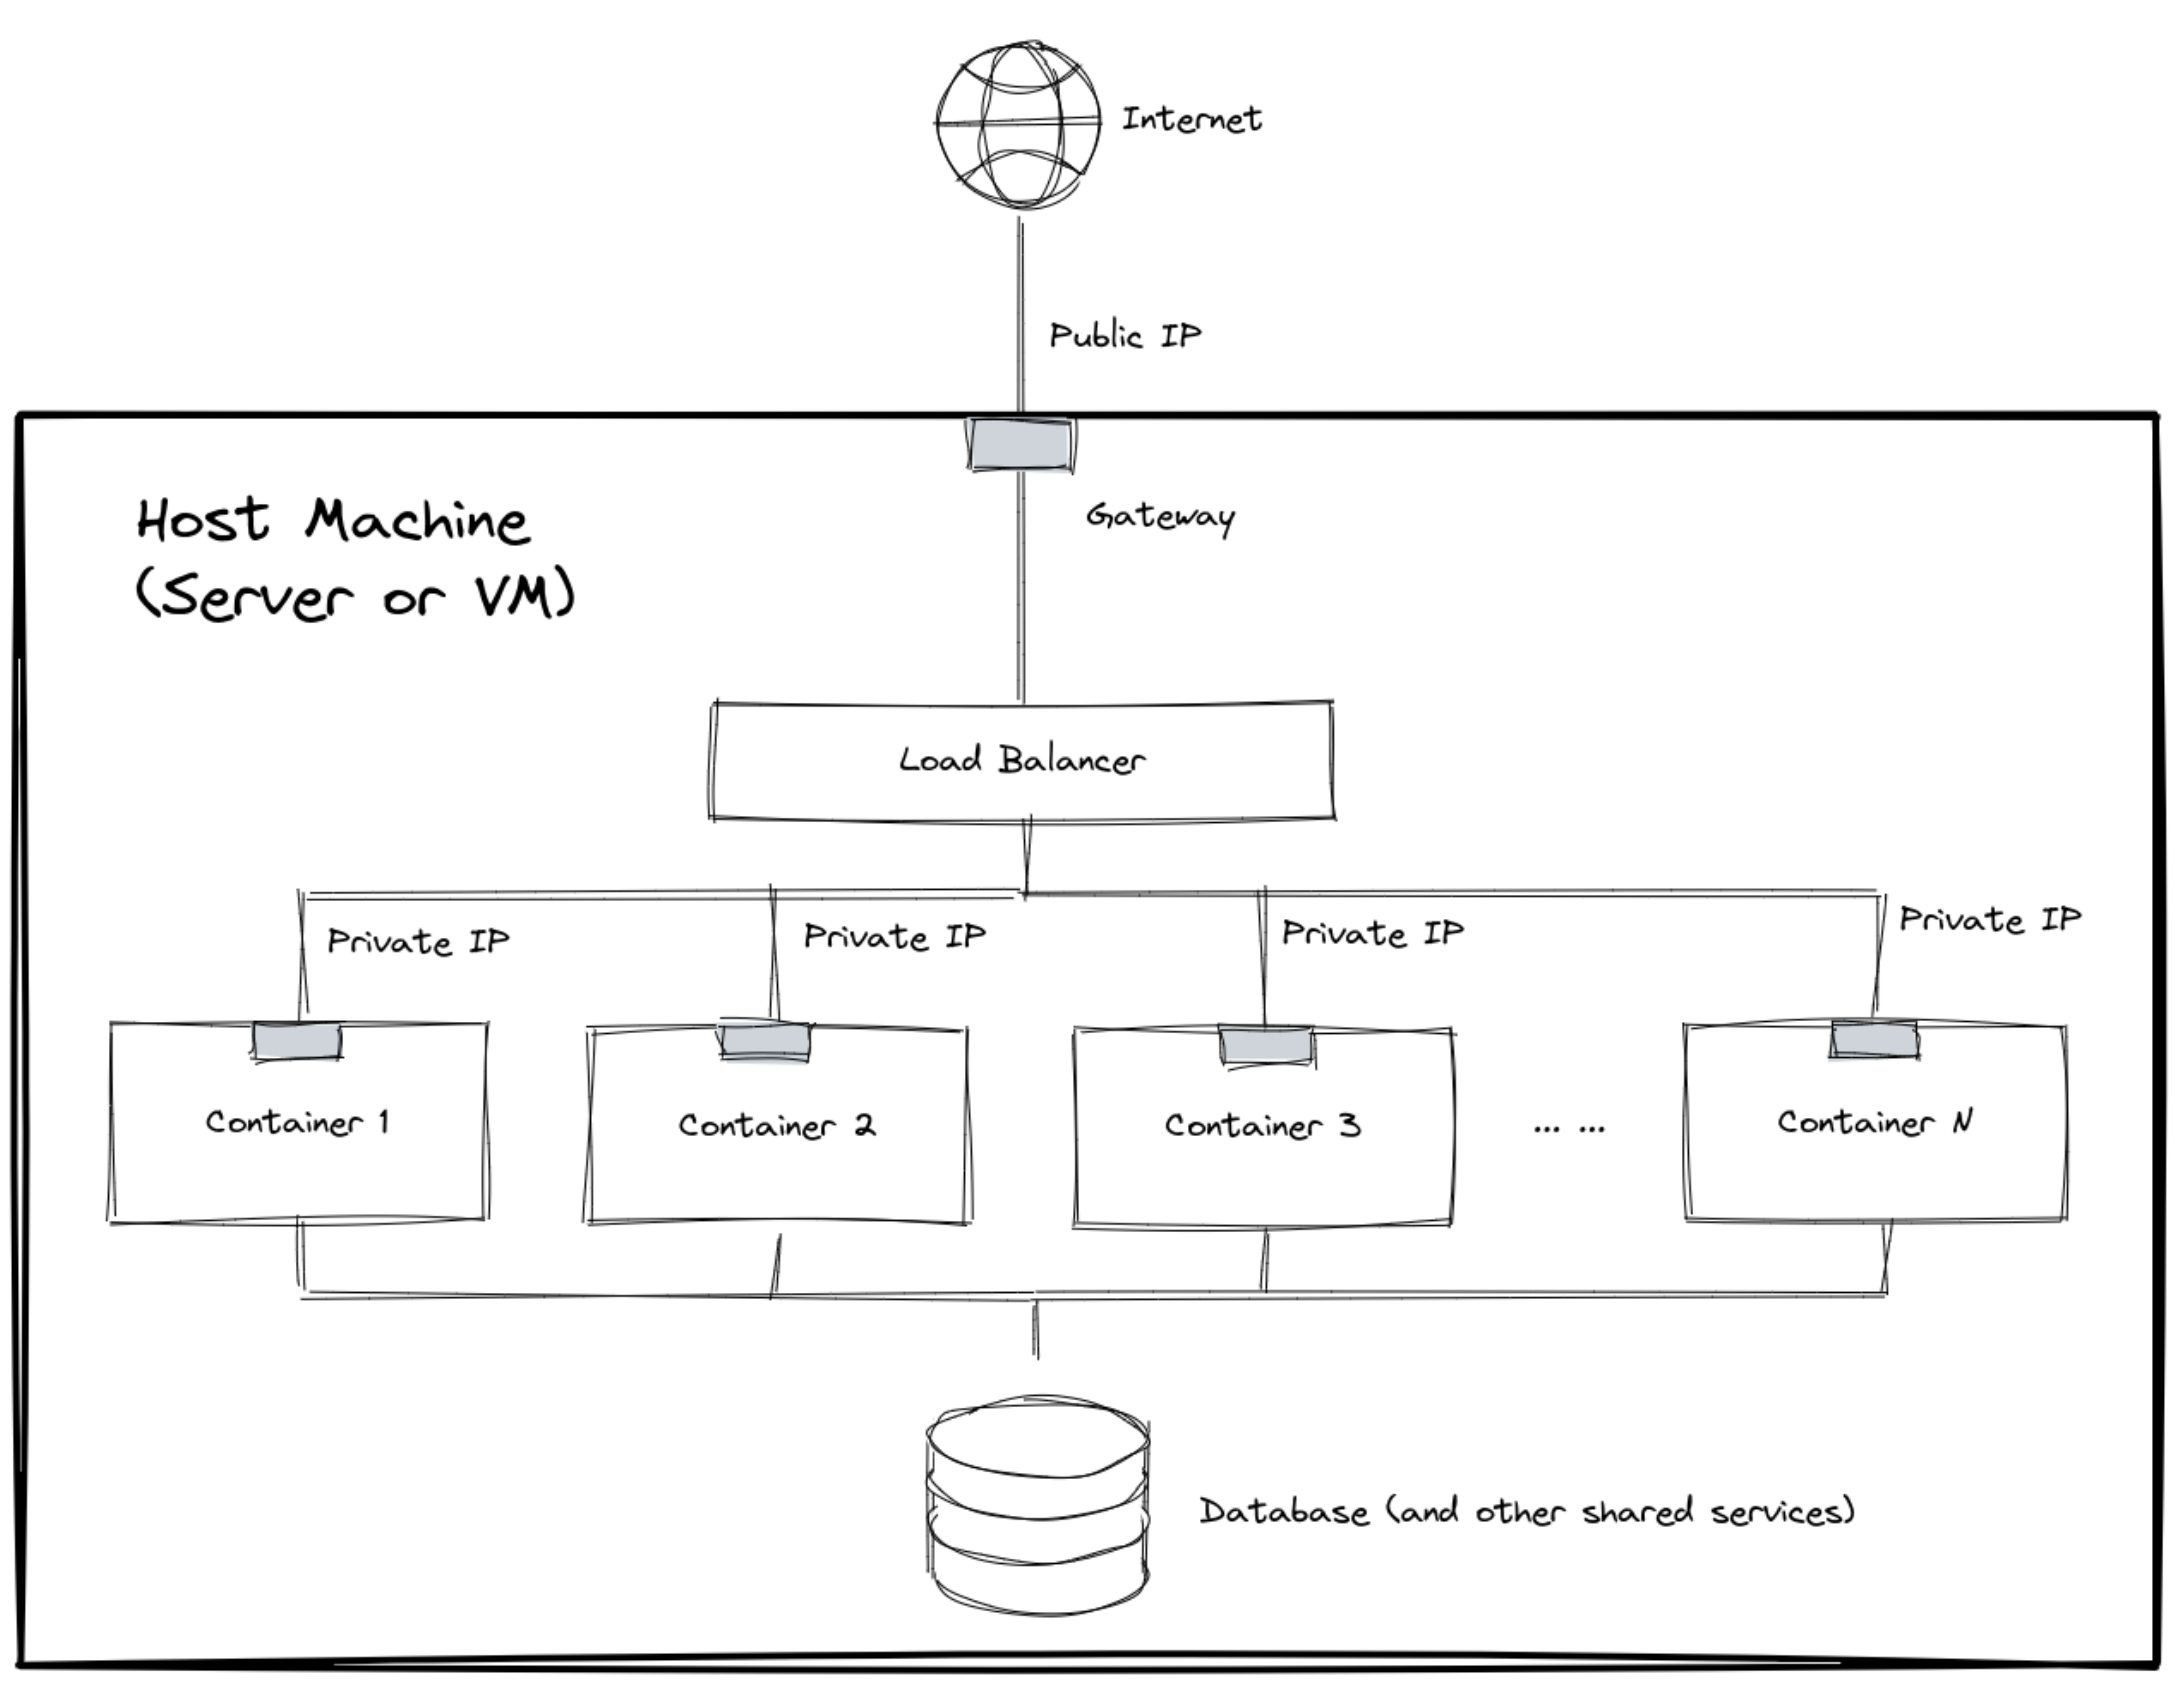 Internet
Public IP
Gateway
Host Machine
(Server or VM)
Load Balancer
Private IP
Private IP
Private IP
Private IP
Container 1
Container 2
Container 3
... ...
Container N
Database (and other shared services)